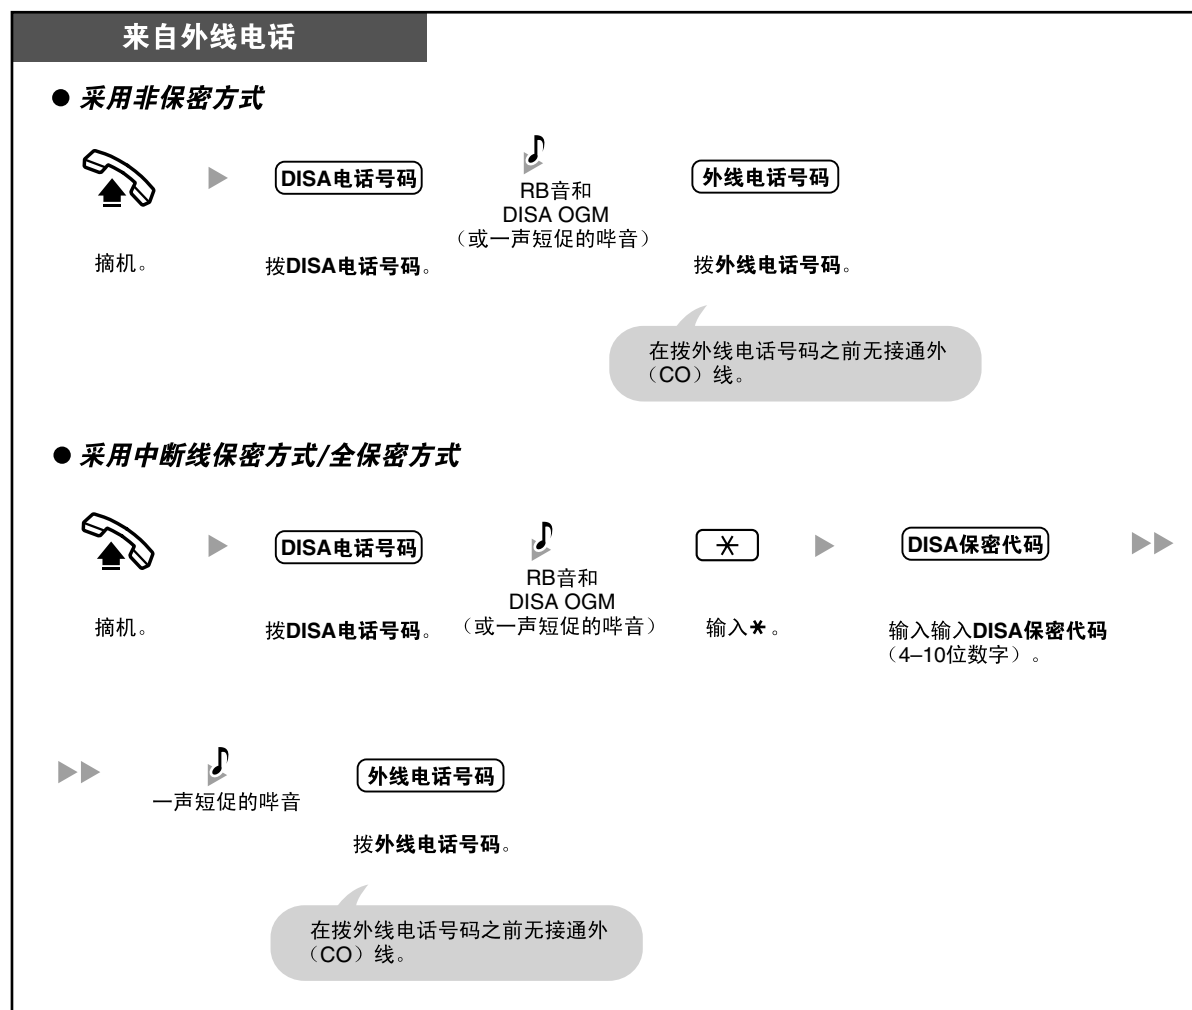 来自外线电话
● 采用非保密方式
DISA电话号码
RB音和
DISA OGM
（或一声短促的哔音）
外线电话号码
摘机。
拨DISA电话号码。
拨外线电话号码。
在拨外线电话号码之前无接通外
（CO）线。
● 采用中断线保密方式/全保密方式
DISA电话号码
RB音和
DISA OGM
（或一声短促的哔音）
＊
DISA保密代码
摘机。
拨DISA电话号码。
输入＊。
输入输入DISA保密代码
（4–10位数字）。
一声短促的哔音
外线电话号码
拨外线电话号码。
在拨外线电话号码之前无接通外
（CO）线。